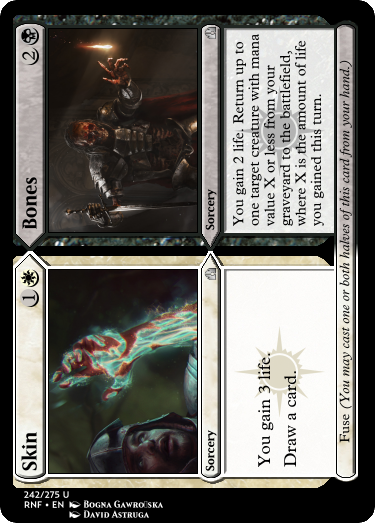 Skin
1
Sorcery
You gain 3 life.
Draw a card.
Bones
2
Sorcery
You gain 2 life. Return up to
one target creature with mana
value X or less from your
graveyard to the battlefield,
where X is the amount of life
you gained this turn.
Fuse (You may cast one or both halves of this card from your hand.)
242/275 U
RNF • EN
Bogna Gawrońska
David Astruga